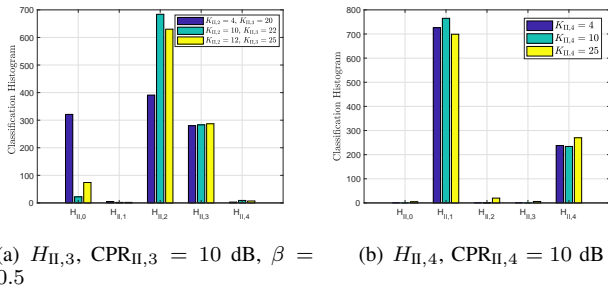 800
700
600
500
400
300
200
100
0
Classification Histogram
K_{II,2} = 4, K_{II,3} = 20
K_{II,2} = 10, K_{II,3} = 22
K_{II,2} = 12, K_{II,3} = 25
H_{II,0} H_{II,1} H_{II,2} H_{II,3} H_{II,4}
800
700
600
500
400
300
200
100
0
Classification Histogram
K_{II,4} = 4
K_{II,4} = 10
K_{II,4} = 25
H_{II,0} H_{II,1} H_{II,2} H_{II,3} H_{II,4}
a) H_{II,3}, CPR_{II,3} = 10 dB, β =
0.5
(b) H_{II,4}, CPR_{II,4} = 10 dB